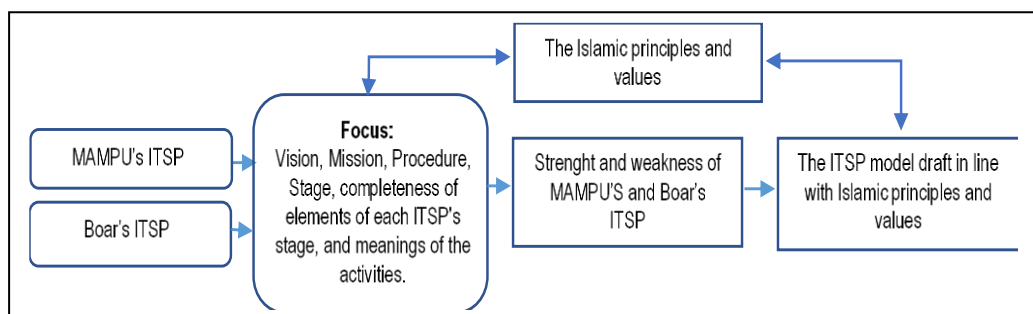 The Islamic principles and
values
MAMPU's ITSP
Boar's ITSP
Focus:
Vision, Mission, Procedure,
Stage, completeness of
elements of each ITSP's
stage, and meanings of the
activities.
Strenght and weakness of
MAMPU'S and Boar's
ITSP
The ITSP model draft in line
with Islamic principles and
values